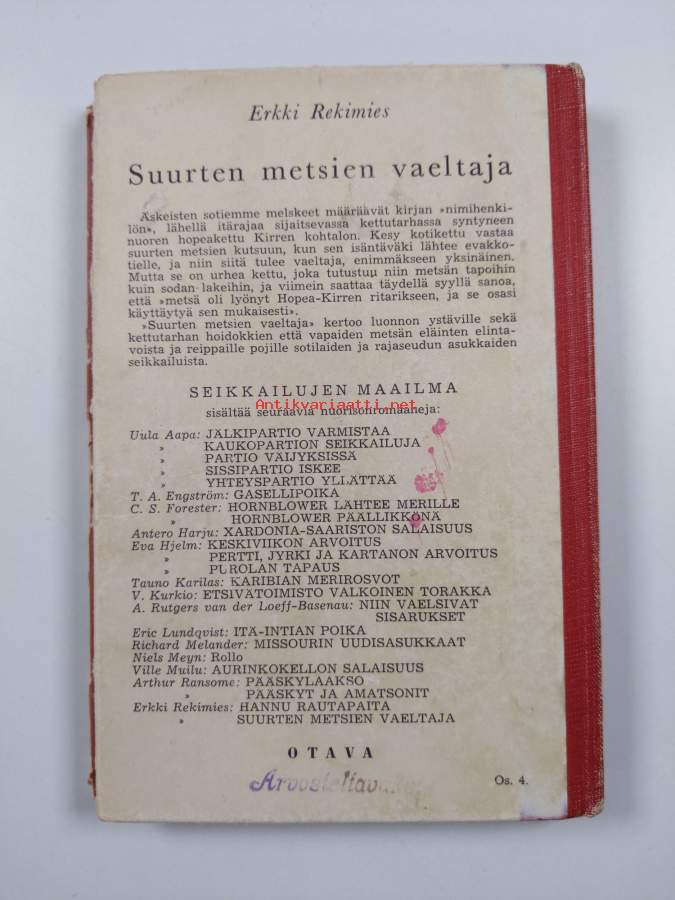 Erkki Rekimies
Suurten metsien vaeltaja
Äskeisten sotiemme melskeet määräävät kirjan »nimihenki-
lön», lähellä itärajaa sijaitsevassa kettutarhassa syntyneen
nuoren hopeakettu Kirren kohtalon. Kesy kotikettu vastaa
suurten metsien kutsuun, kun sen isäntäväki lähtee evakko-
tielle, ja niin siitä tulee vaeltaja, enimmäkseen yksinäinen.
Mutta se on urhea kettu, joka tutustuu niin metsän tapoihin
kuin sodan lakeihin, ja viimein saattaa täydellä syyllä sanoa,
että »metsä oli lyönyt Hopea-Kirren ritarikseen, ja se osasi
käyttäytyä sen mukaisesti».
»Suurten metsien vaeltaja» kertoo luonnon ystäville sekä
kettutarhan hoidokkien että vapaiden metsän eläinten elinta-
voista ja reippaille pojille sotilaiden ja rajaseudun asukkaiden
seikkailuista.
SEIKKAILUJEN MAAILMA
Antikvariaatti.net
sisältää seuraavia nuorisonromaaneja:
Uula Aapa: JÄLKIPARTIO VARMISTAA
» KAUKOPARTION SEIKKAILUJA
» PARTIO VÄIJYKSISSÄ
» SISSIPARTIO ISKEE
» YHTEYSPARTIO YLLÄTTÄÄ
T. A. Engström: GASELLIPOIKA
C. S. Forester: HORNBLOWER LÄHTEE MERILLE
» HORNBLOWER PÄÄLLIKKÖNÄ
Antero Harju: XARDONIA-SAARISTON SALAISUUS
Eva Hjelm: KESKIVIIKON ARVOITUS
» PERTTI, JYRKI JA KARTANON ARVOITUS
» PUROLAN TAPAUS
Tauno Karilas: KARIBIAN MERIROSVOT
V. Kurkio: ETSIVÄTOIMISTO VALKOINEN TORAKKA
A. Rutgers van der Loeff-Basenau: NIIN VAELSIVAT
SISARUKSET
Eric Lundqvist: ITÄ-INTIAN POIKA
Richard Melander: MISSOURIN UUDISASUKKAAT
Niels Meyn: Rollo
Ville Muilu: AURINKOKELLON SALAISUUS
Arthur Ransome: PÄÄSKYLAAKSO
» PÄÄSKYT JA AMATSONIT
Erkki Rekimies: HANNU RAUTAPAITA
» SUURTEN METSIEN VAELTAJA
OTAVA
Os. 4.